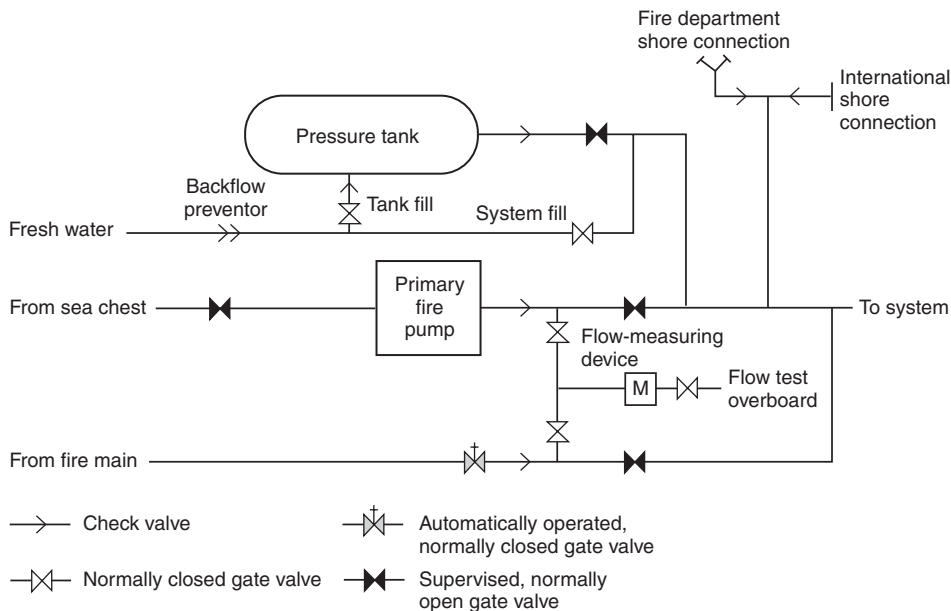 Fire department
shore connection
International
shore
connection
Pressure tank
Backflow
preventor
Tank fill
System fill
Fresh water
From sea chest
Primary
fire
pump
To system
Flow-measuring
device
M
Flow test
overboard
From fire main
Check valve
Automatically operated,
normally closed gate valve
Normally closed gate valve
Supervised, normally
open gate valve